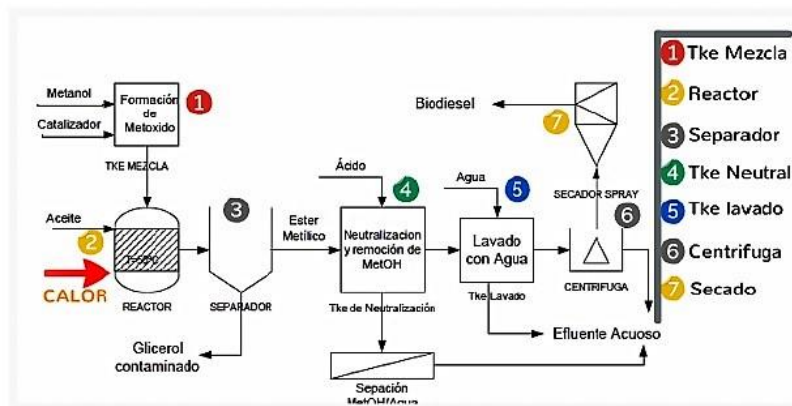 Metanol
Catalizador
Formación
de
Metoxido
1
TKE MEZCLA
Aceite
2
CALOR
REACTOR
3
SEPARADOR
Glicerol
contaminado
Ester
Metílico
Ácido
4
Neutralizacion
y remoción de
MetOH
Tke de Neutralización
Sepación
MetOH/Agua
Agua
5
Lavado
con Agua
Tke Lavado
6
CENTRIFUGA
Efluente Acuoso
Biodiesel
7
SECADOR SPRAY
1 Tke Mezcla
2 Reactor
3 Separador
4 Tke Neutral
5 Tke lavado
6 Centrifuga
7 Secado